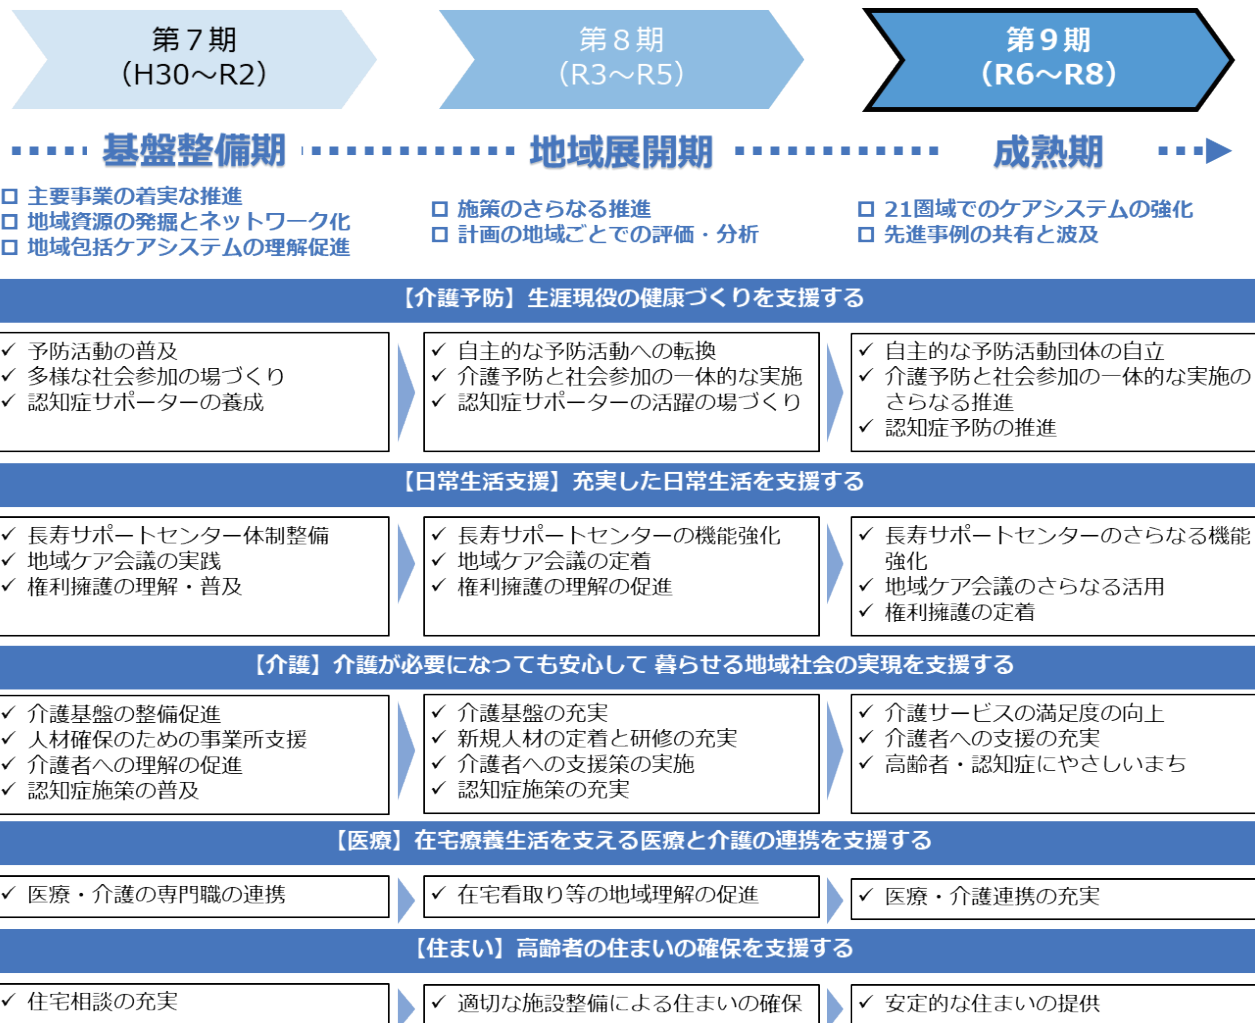 第７期
（H30～R2）
第８期
（R3～R5）
第９期
（R6～R8）
基盤整備期
地域展開期
成熟期
□ 主要事業の着実な推進
□ 地域資源の発掘とネットワーク化
□ 地域包括ケアシステムの理解促進
□ 施策のさらなる推進
□ 計画の地域ごとでの評価・分析
□ 21圏域でのケアシステムの強化
□ 先進事例の共有と波及
【介護予防】生涯現役の健康づくりを支援する
✓ 予防活動の普及
✓ 多様な社会参加の場づくり
✓ 認知症サポーターの養成
✓ 自主的な予防活動への転換
✓ 介護予防と社会参加の一体的な実施
✓ 認知症サポーターの活躍の場づくり
✓ 自主的な予防活動団体の自立
✓ 介護予防と社会参加の一体的な実施の
さらなる推進
✓ 認知症予防の推進
【日常生活支援】充実した日常生活を支援する
✓ 長寿サポートセンター体制整備
✓ 地域ケア会議の実践
✓ 権利擁護の理解・普及
✓ 長寿サポートセンターの機能強化
✓ 地域ケア会議の定着
✓ 権利擁護の理解の促進
✓ 長寿サポートセンターのさらなる機能
強化
✓ 地域ケア会議のさらなる活用
✓ 権利擁護の定着
【介護】介護が必要になっても安心して 暮らせる地域社会の実現を支援する
✓ 介護基盤の整備促進
✓ 人材確保のための事業所支援
✓ 介護者への理解の促進
✓ 認知症施策の普及
✓ 介護基盤の充実
✓ 新規人材の定着と研修の充実
✓ 介護者への支援策の実施
✓ 認知症施策の充実
✓ 介護サービスの満足度の向上
✓ 介護者への支援の充実
✓ 高齢者・認知症にやさしいまち
【医療】在宅療養生活を支える医療と介護の連携を支援する
✓ 医療・介護の専門職の連携
✓ 在宅看取り等の地域理解の促進
✓ 医療・介護連携の充実
【住まい】高齢者の住まいの確保を支援する
✓ 住宅相談の充実
✓ 適切な施設整備による住まいの確保
✓ 安定的な住まいの提供